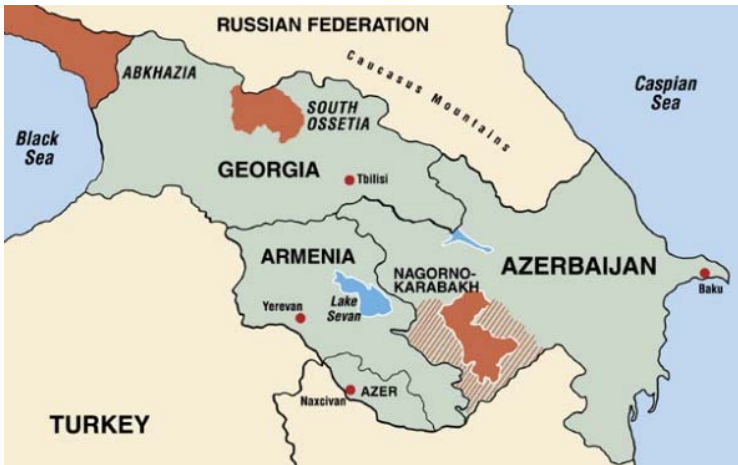 RUSSIAN FEDERATION
Caucasus Mountains
ABKHAZIA
Caspian
Sea
SOUTH
OSSETIA
Black
Sea
GEORGIA
Tbilisi
ARMENIA
NAGORNO-
KARABAKH
AZERBAIJAN
Baku
Lake
Sevan
Yerevan
AZER
Naxcivan
TURKEY